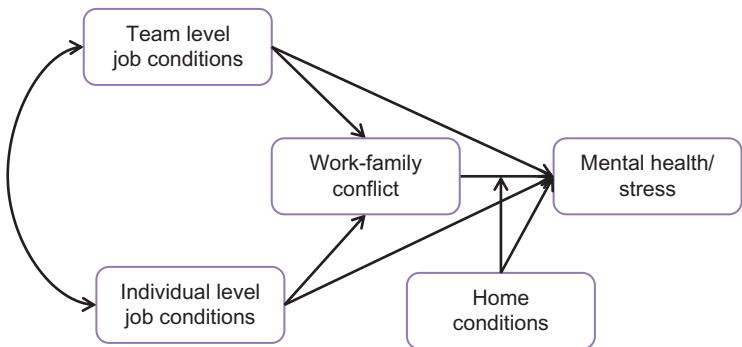 Team level
job conditions
Work-family
conflict
Mental health/
stress
Individual level
job conditions
Home
conditions